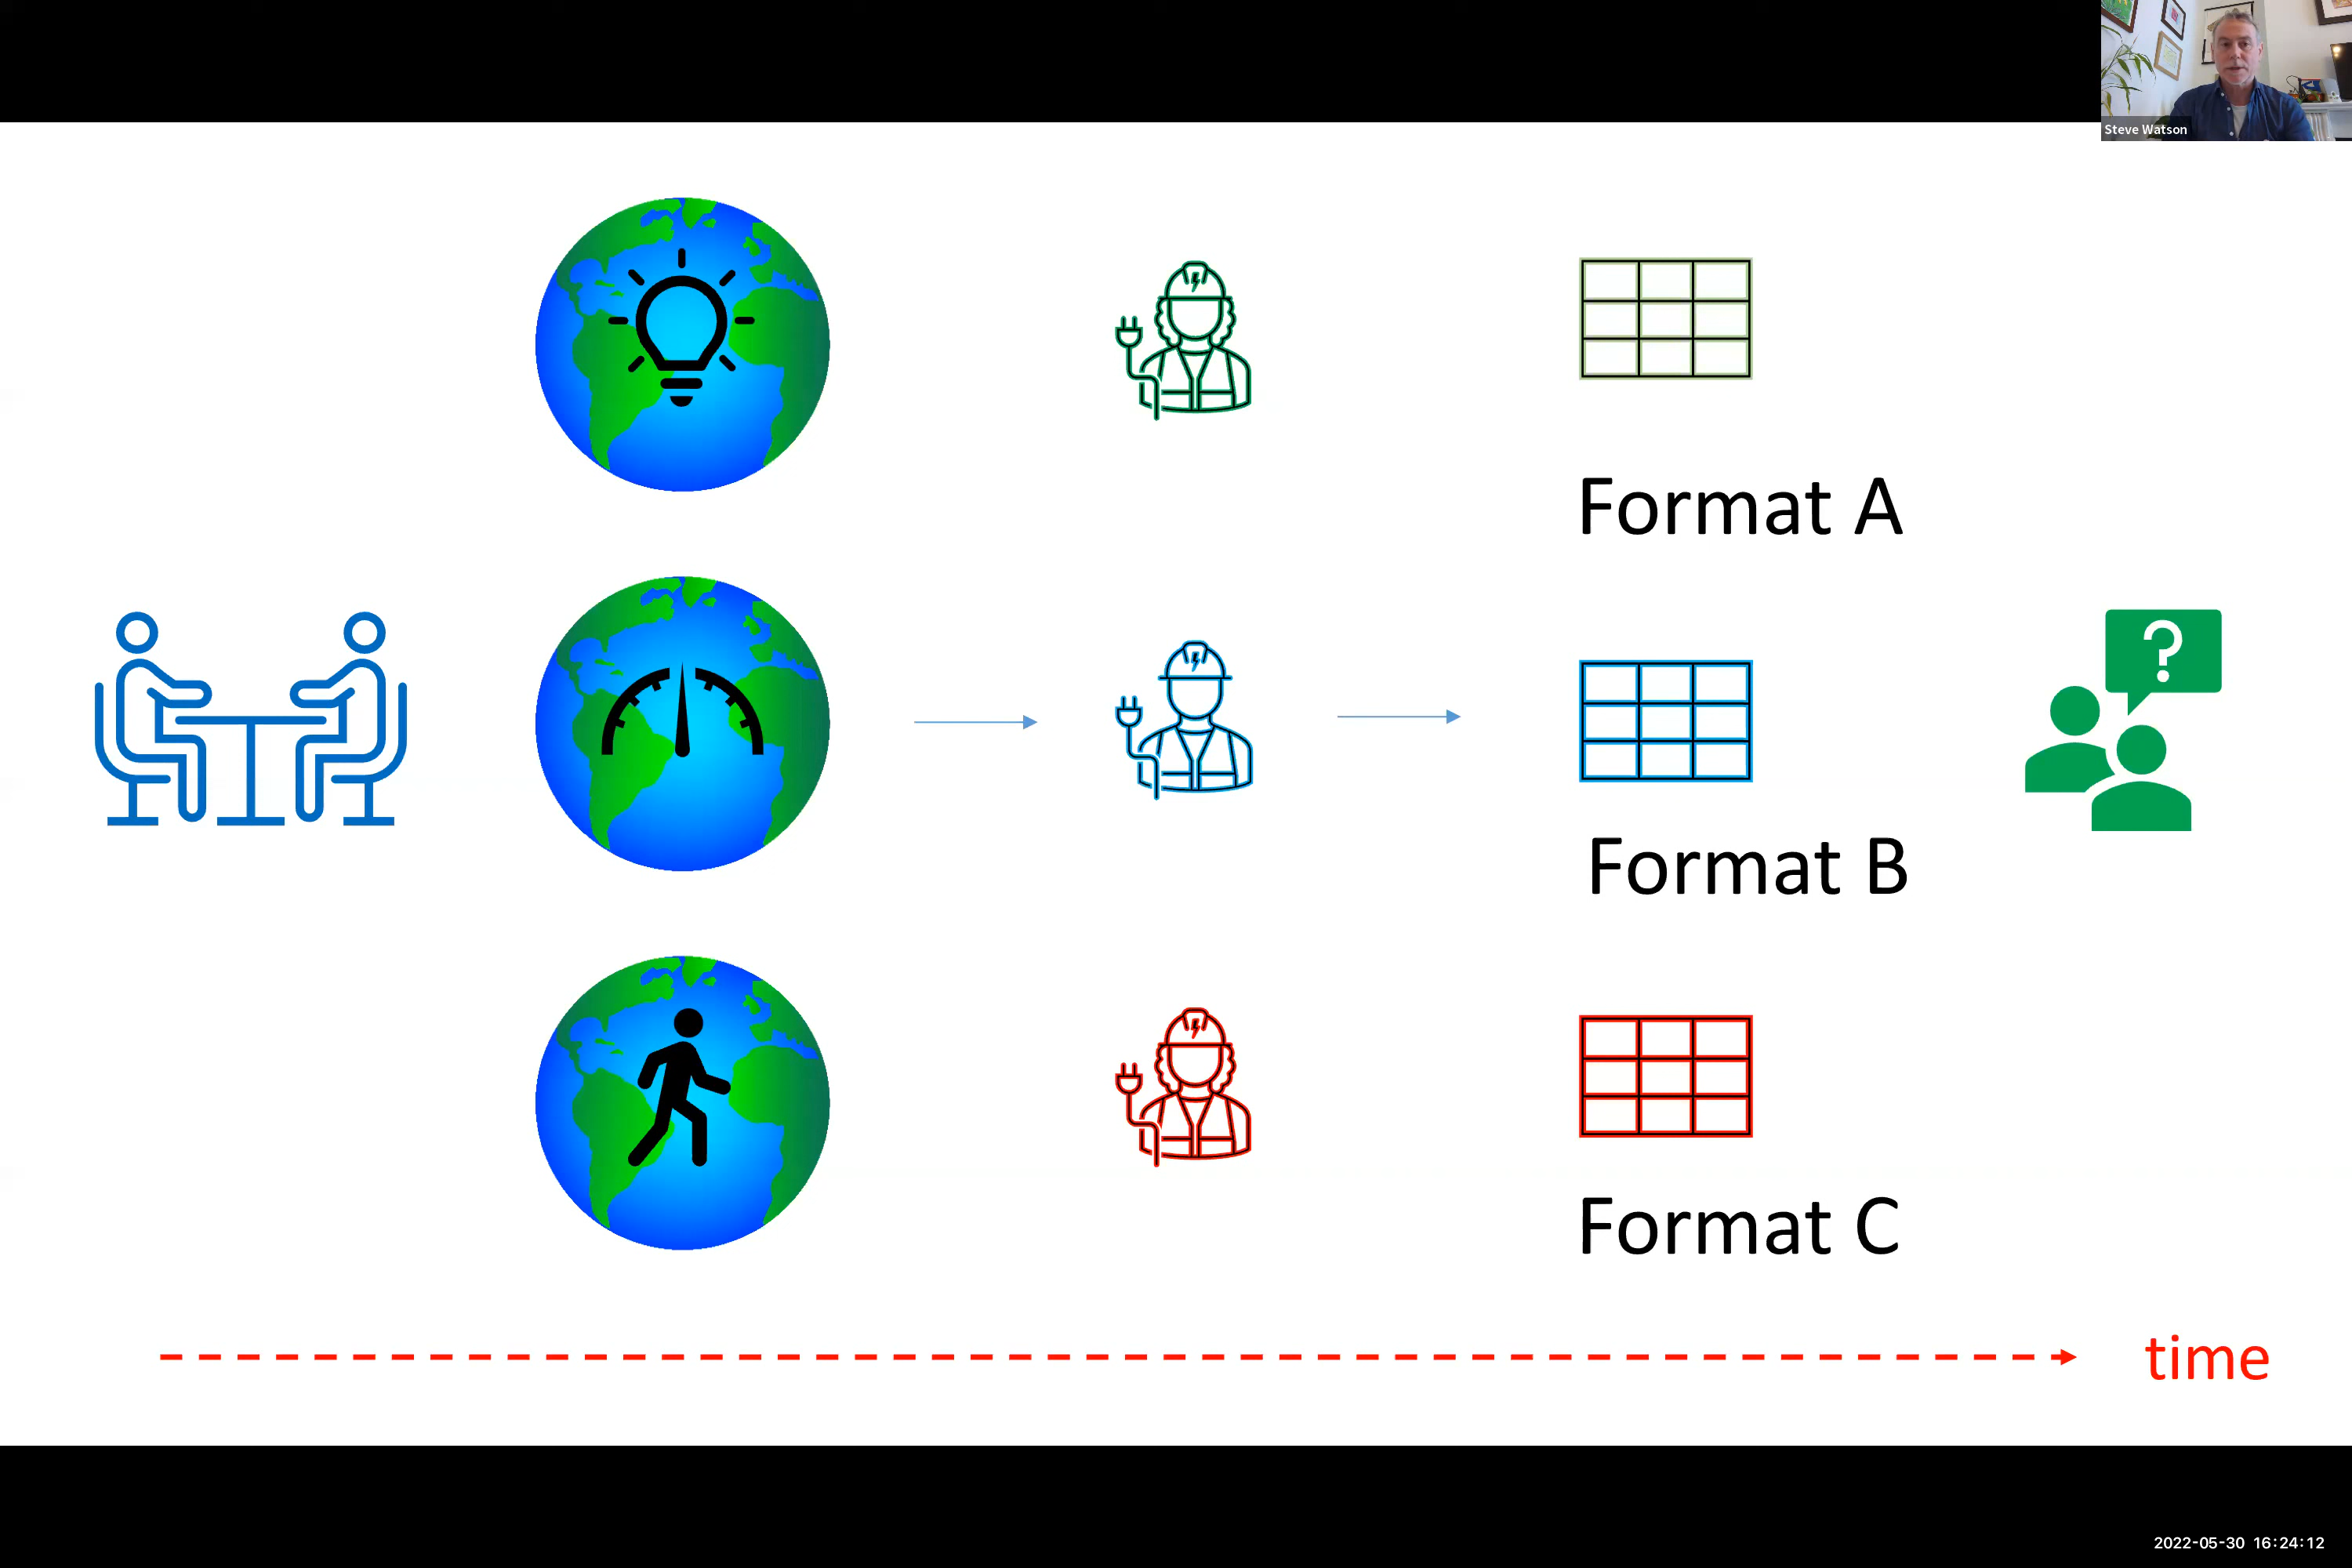 Steve Watson
Format A
?
Format B
Format C
time
2022-05-30 16:24:12